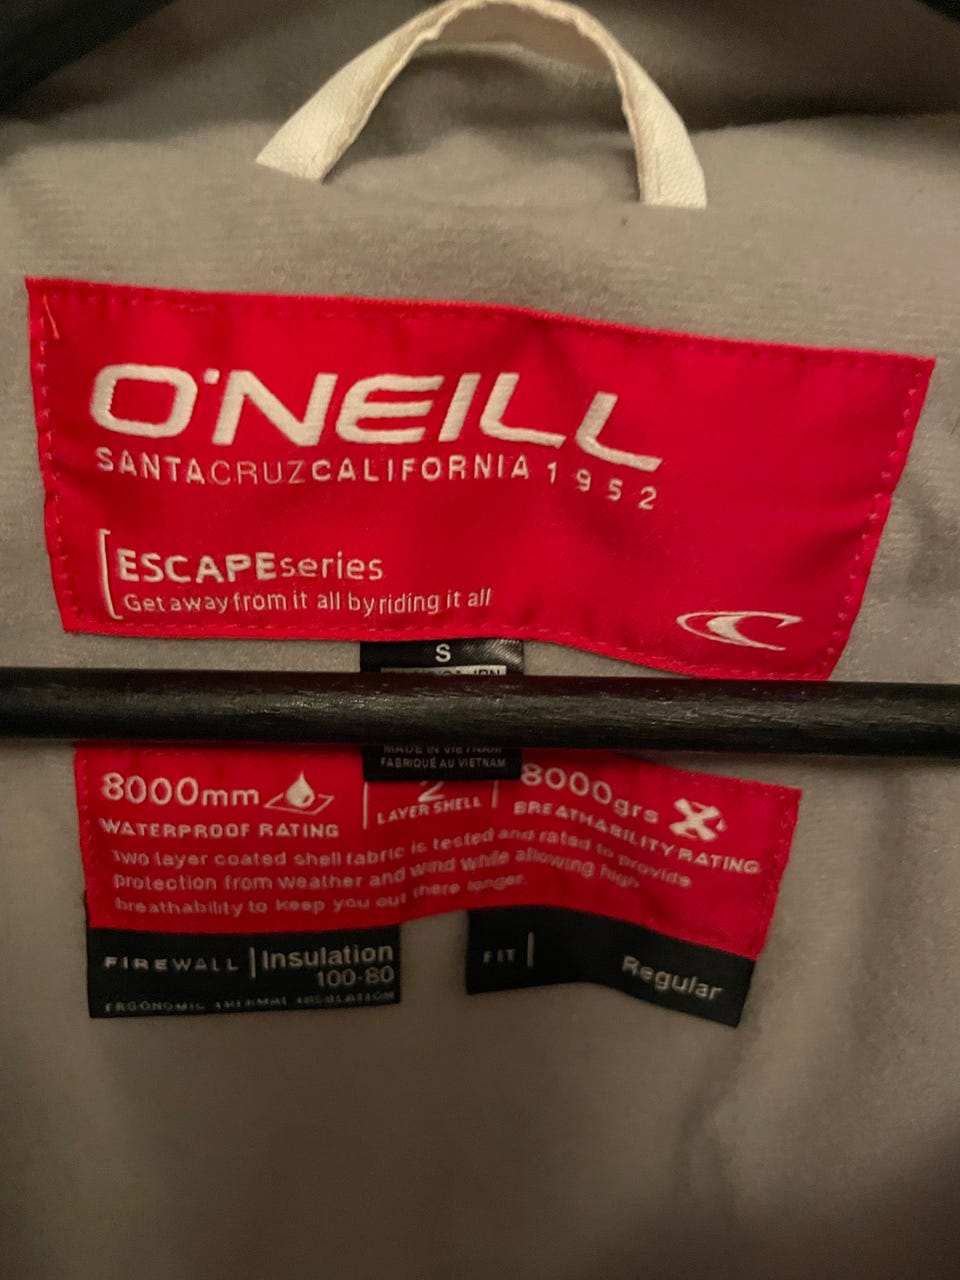 O'NEILL
SANTACRUZCALIFORNIA 1952
ESCAPEseries
Get away from it all by riding it all
S
MADE IN VIETNAM
FABRIQUÉ AU VIETNAM
8000mm
WATERPROOF RATING
2
LAYER SHELL
8000grs
BREATHABILITY RATING
Two layer coated shell fabric is tested and rated to provide
protection from weather and wind while allowing high
breathability to keep you out there longer.
FIREWALL | Insulation
100-80
ERGONOMIC THERMAL INSULATION
FIT | Regular